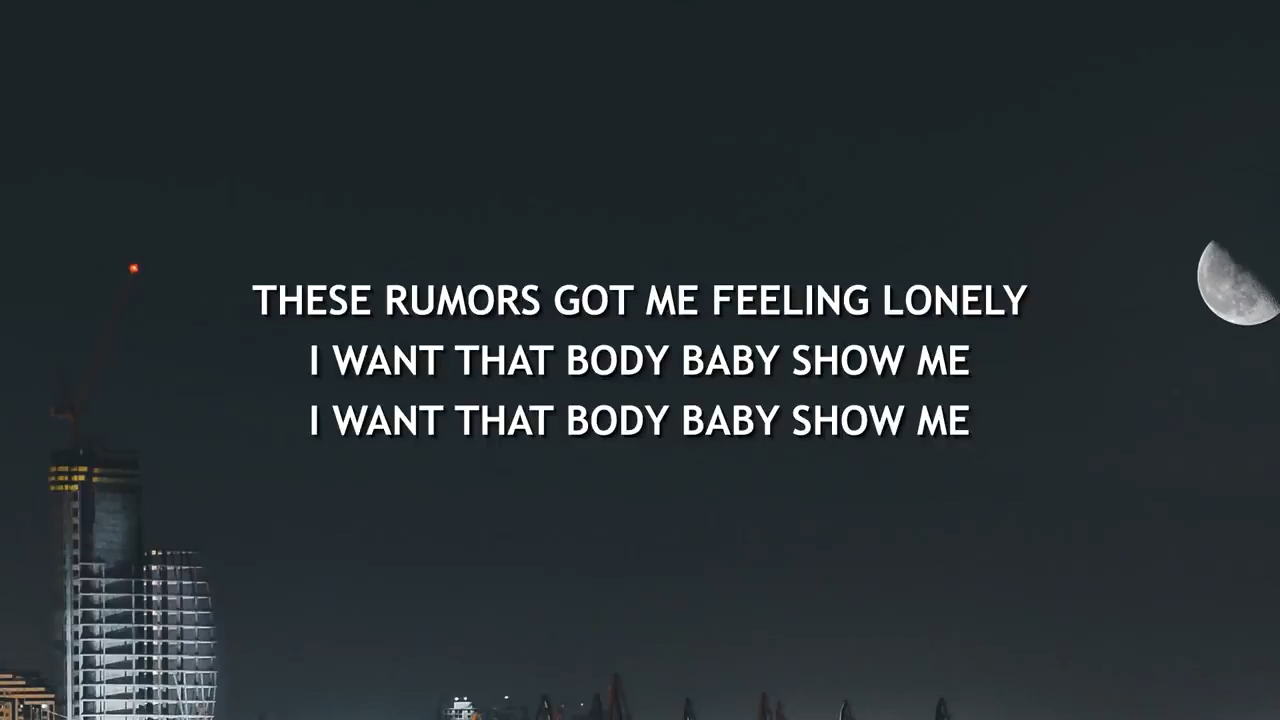 THESE RUMORS GOT ME FEELING LONELY
I WANT THAT BODY BABY SHOW ME
I WANT THAT BODY BABY SHOW ME